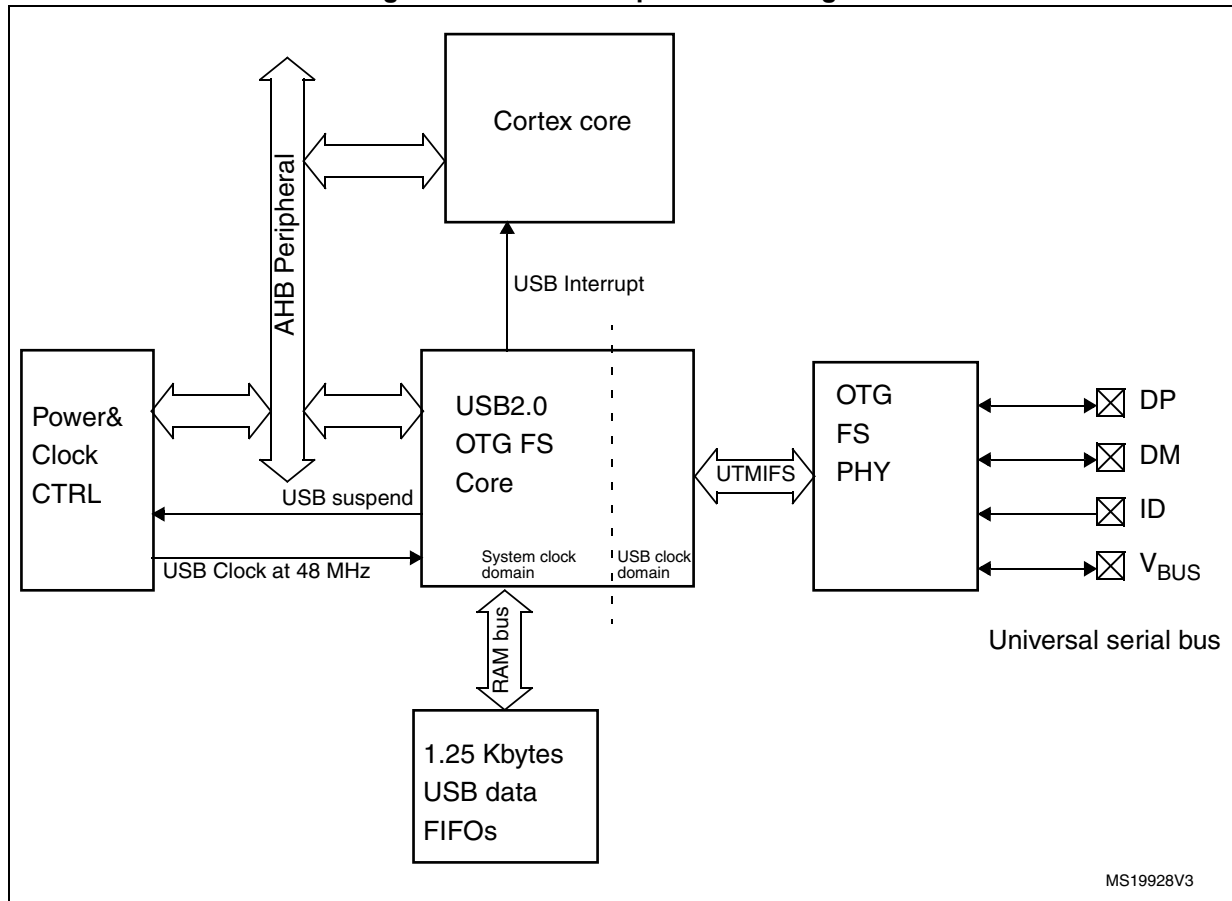 Cortex core
AHB Peripheral
USB Interrupt
Power&
Clock
CTRL
USB2.0
OTG FS
Core
OTG
FS
PHY
DP
DM
ID
VBUS
UTMIFS
USB suspend
USB Clock at 48 MHz
System clock
domain
USB clock
domain
Universal serial bus
RAM bus
1.25 Kbytes
USB data
FIFOs
MS19928V3